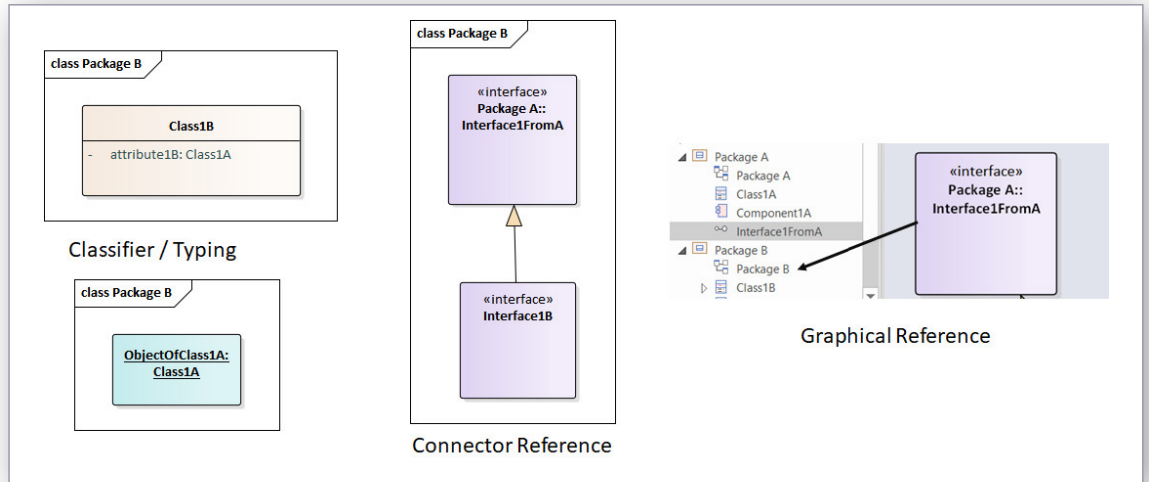 class Package B
Class1B
- attribute1B: Class1A
Classifier / Typing
class Package B
ObjectOfClass1A:
Class1A
class Package B
«interface»
Package A::
Interface1FromA
«interface»
Interface1B
Connector Reference
Package A
Package A
Class1A
Component1A
Interface1FromA
Package B
Package B
Class1B
«interface»
Package A::
Interface1FromA
Graphical Reference